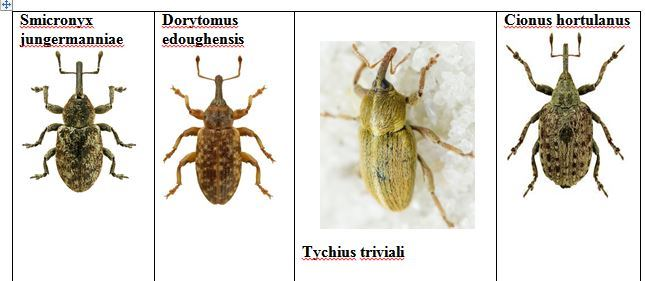 Smicronyx
jungermanniae
Dorytomus
edoughensis
Tychius triviali
Cionus hortulanus